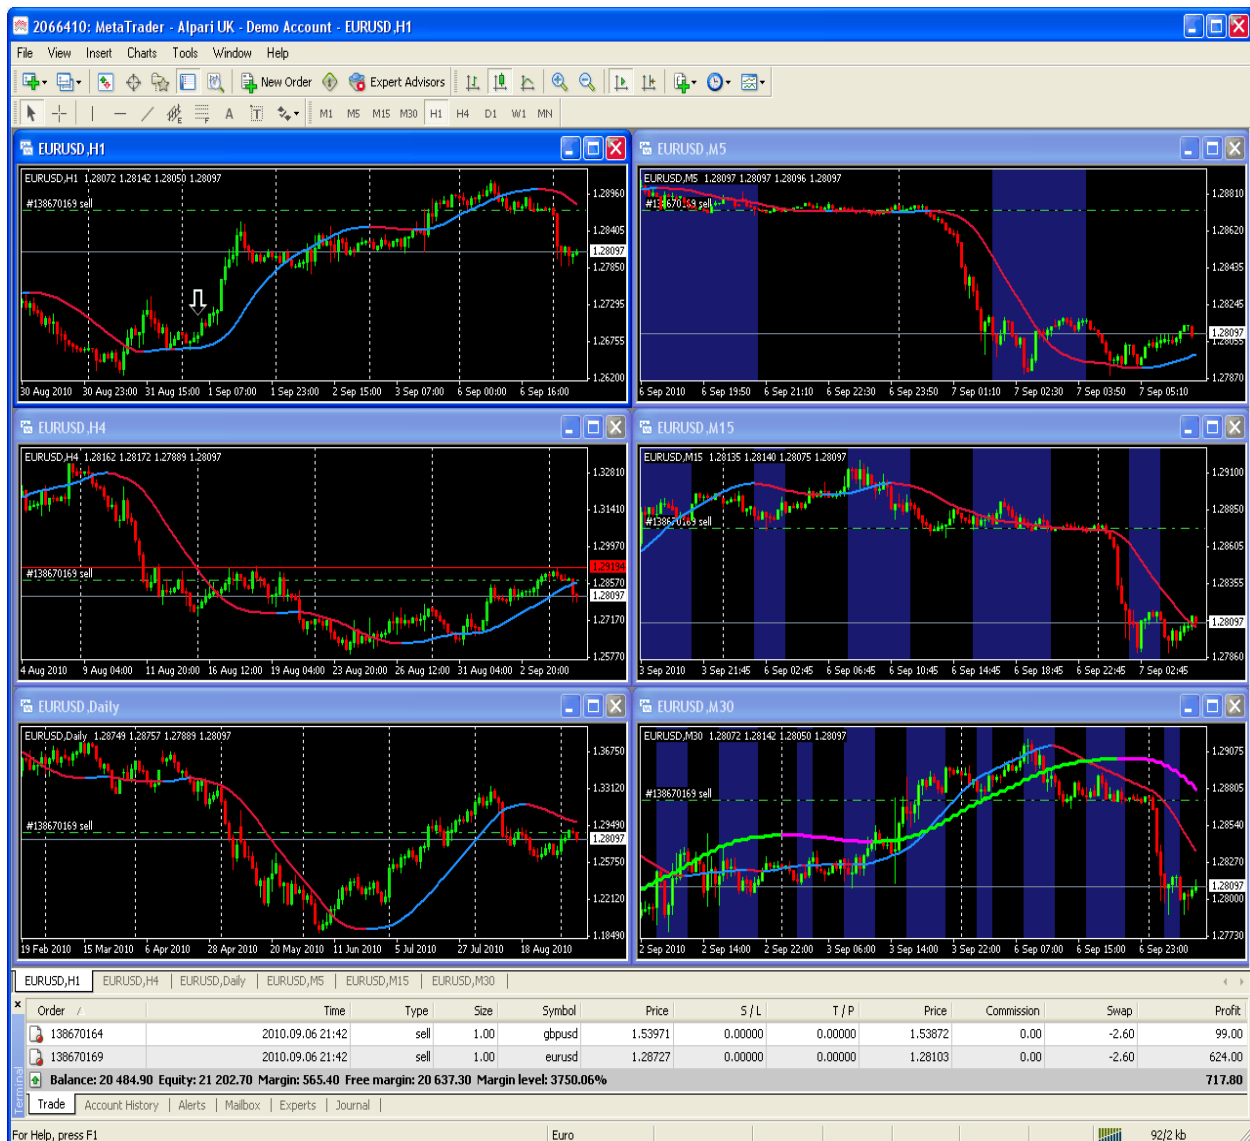 2066410: MetaTrader - Alpari UK - Demo Account - EURUSD,H1
File View Insert Charts Tools Window Help
New Order Expert Advisors
A T M1 M5 M15 M30 H1 H4 D1 W1 MN
EURUSD,H1
EURUSD,H1 1.28072 1.28142 1.28050 1.28097
#138670169 sell
1.28960
1.28405
1.28097
1.27850
1.27295
1.26755
1.26200
30 Aug 2010 30 Aug 23:00 31 Aug 15:00 1 Sep 07:00 1 Sep 23:00 2 Sep 15:00 3 Sep 07:00 6 Sep 00:00 6 Sep 16:00
EURUSD,M5
EURUSD,M5 1.28097 1.28097 1.28096 1.28097
#138670169 sell
1.28810
1.28620
1.28435
1.28245
1.28097
1.28055
1.27870
6 Sep 2010 6 Sep 19:50 6 Sep 21:10 6 Sep 22:30 6 Sep 23:50 7 Sep 01:10 7 Sep 02:30 7 Sep 03:50 7 Sep 05:10
EURUSD,H4
EURUSD,H4 1.28162 1.28172 1.27889 1.28097
#138670169 sell
1.32810
1.31410
1.29970
1.29194
1.28570
1.28097
1.27170
1.25770
4 Aug 2010 9 Aug 04:00 11 Aug 20:00 16 Aug 12:00 19 Aug 04:00 23 Aug 20:00 26 Aug 12:00 31 Aug 04:00 2 Sep 20:00
EURUSD,M15
EURUSD,M15 1.28135 1.28140 1.28075 1.28097
#138670169 sell
1.29100
1.28850
1.28605
1.28355
1.28097
1.27860
3 Sep 2010 3 Sep 21:45 6 Sep 02:45 6 Sep 06:45 6 Sep 10:45 6 Sep 14:45 6 Sep 18:45 6 Sep 22:45 7 Sep 02:45
EURUSD,Daily
EURUSD,Daily 1.28749 1.28757 1.27889 1.28097
#138670169 sell
1.36750
1.33120
1.29490
1.28097
1.25750
1.22120
1.18490
19 Feb 2010 15 Mar 2010 6 Apr 2010 28 Apr 2010 20 May 2010 11 Jun 2010 5 Jul 2010 27 Jul 2010 18 Aug 2010
EURUSD,M30
EURUSD,M30 1.28072 1.28142 1.28050 1.28097
#138670169 sell
1.29075
1.28805
1.28540
1.28270
1.28097
1.28000
1.27730
2 Sep 2010 2 Sep 14:00 2 Sep 22:00 3 Sep 06:00 3 Sep 14:00 3 Sep 22:00 6 Sep 07:00 6 Sep 15:00 6 Sep 23:00
EURUSD,H1 EURUSD,H4 EURUSD,Daily EURUSD,M5 EURUSD,M15 EURUSD,M30
Order Time Type Size Symbol Price S / L T / P Price Commission Swap Profit
138670164 2010.09.06 21:42 sell 1.00 gbpusd 1.53971 0.00000 0.00000 1.53872 0.00 -2.60 99.00
138670169 2010.09.06 21:42 sell 1.00 eurusd 1.28727 0.00000 0.00000 1.28103 0.00 -2.60 624.00
Balance: 20 484.90 Equity: 21 202.70 Margin: 565.40 Free margin: 20 637.30 Margin level: 3750.06% 717.80
Terminal
Trade Account History Alerts Mailbox Experts Journal
For Help, press F1 Euro 92/2 kb